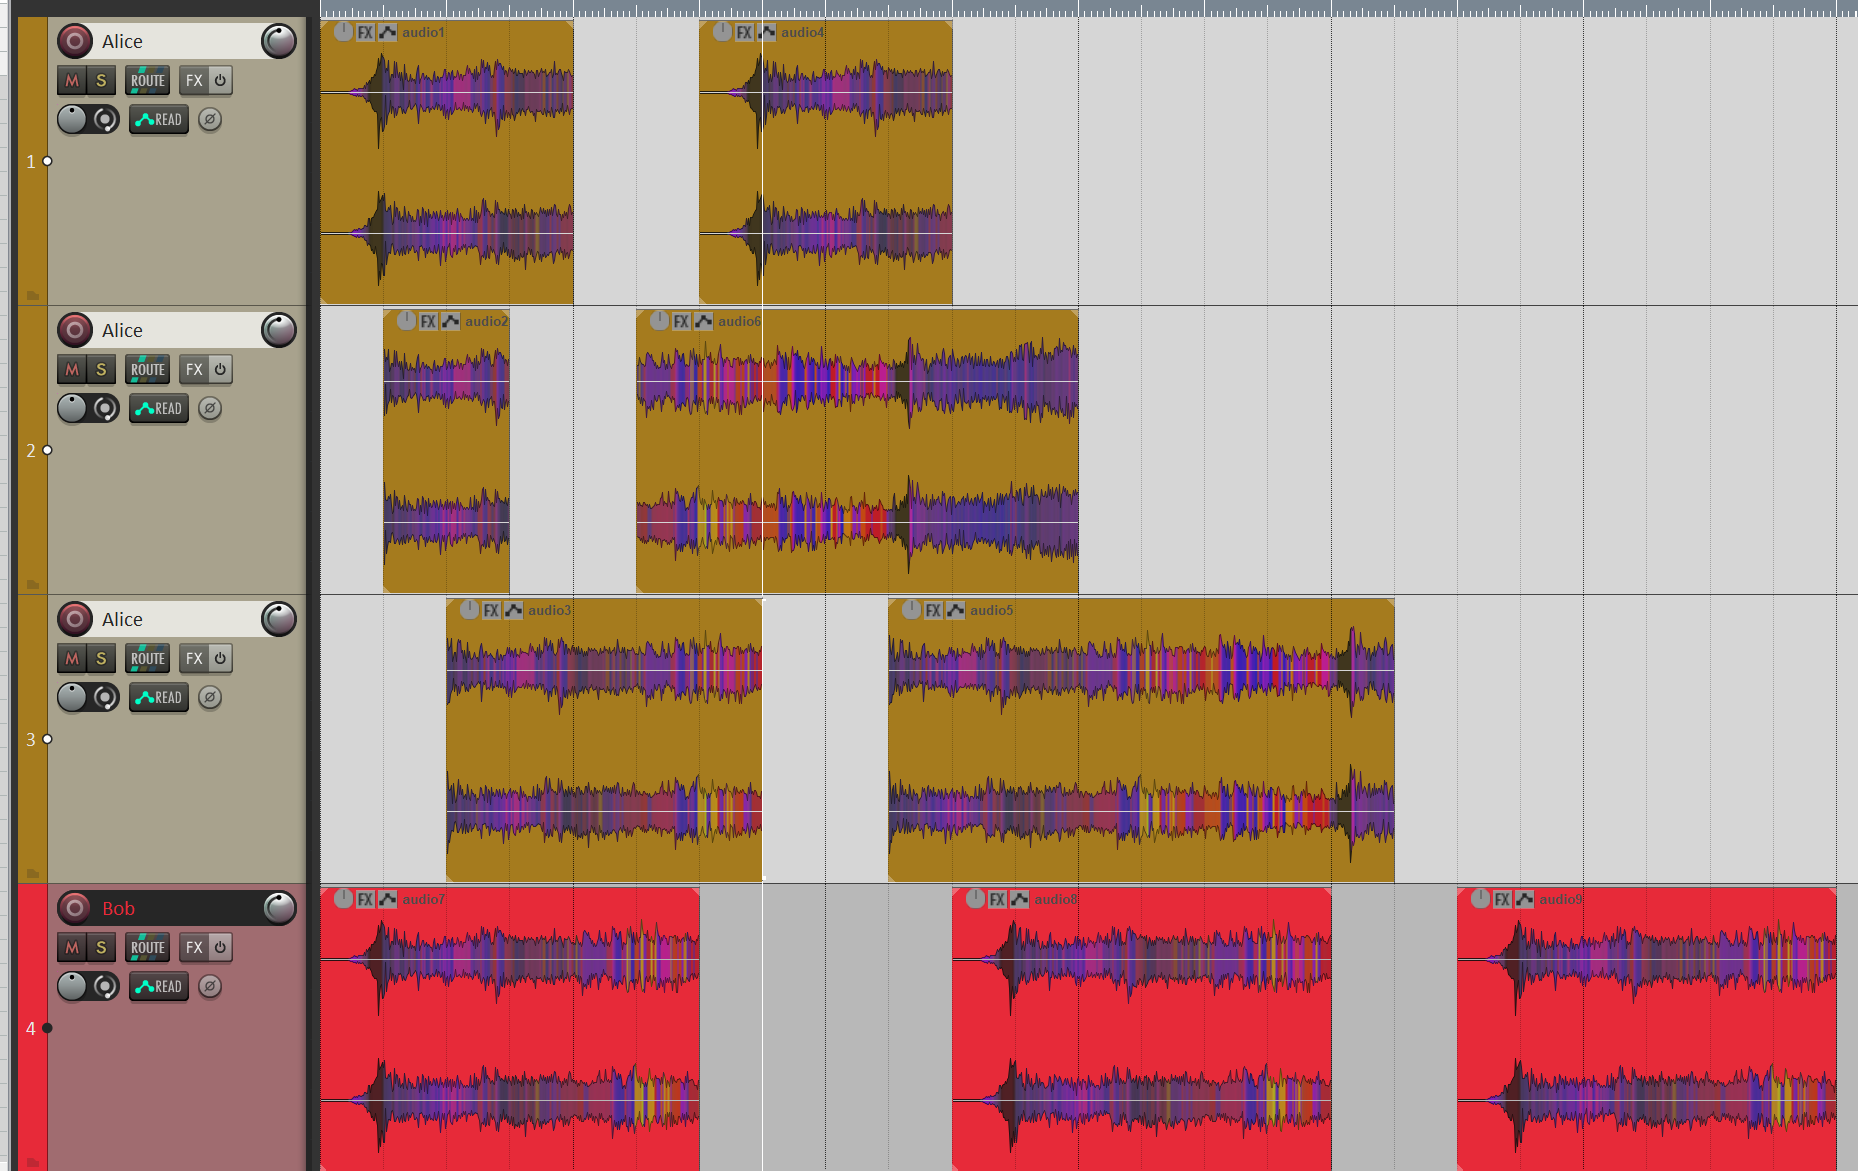 Alice
FX audio1
FX audio4
M S ROUTE FX
READ
1
Alice
FX audio2
FX audio6
M S ROUTE FX
READ
2
Alice
FX audio3
FX audio5
M S ROUTE FX
READ
3
Bob
FX audio7
FX audio8
FX audio9
M S ROUTE FX
READ
4